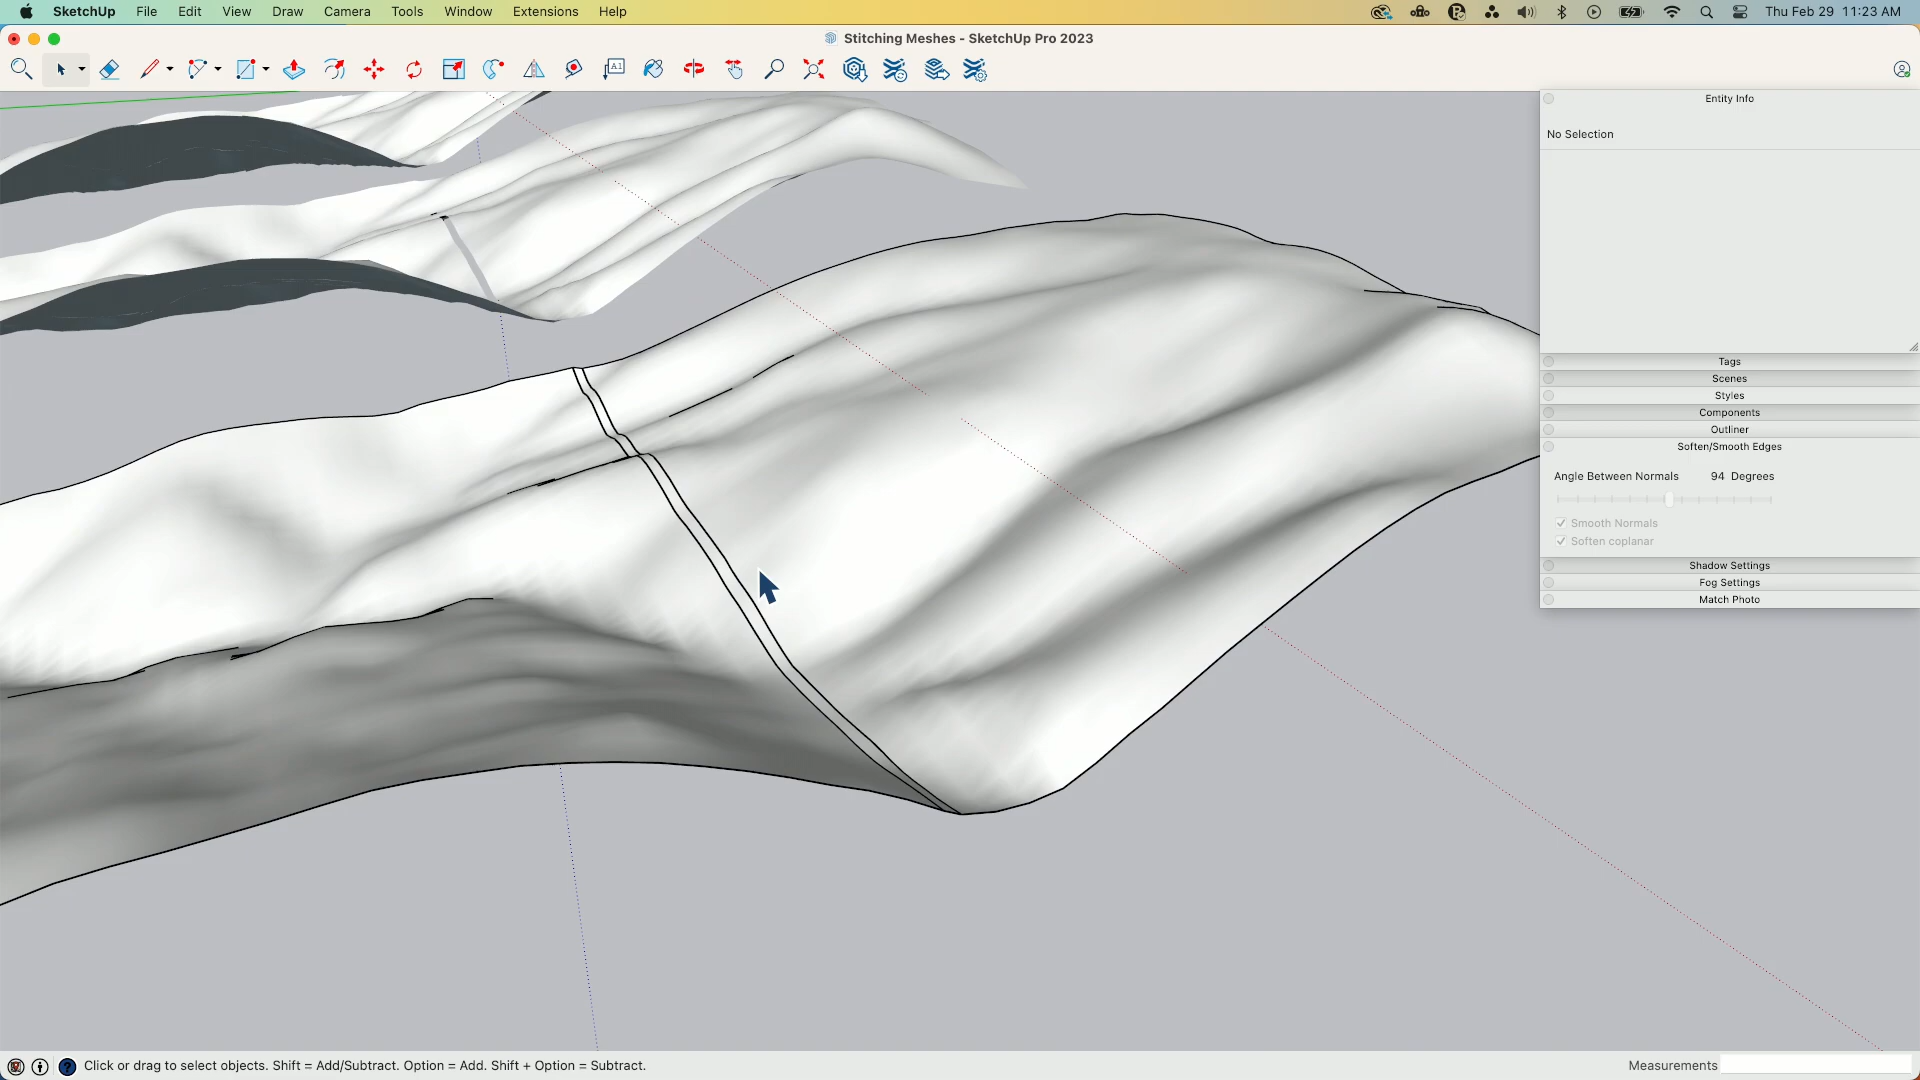 SketchUp File Edit View Draw Camera Tools Window Extensions Help Thu Feb 29 11:23 AM
Stitching Meshes - SketchUp Pro 2023
A1
Entity Info
No Selection
Tags
Scenes
Styles
Components
Outliner
Soften/Smooth Edges
Angle Between Normals 94 Degrees
Smooth Normals
Soften coplanar
Shadow Settings
Fog Settings
Match Photo
Click or drag to select objects. Shift = Add/Subtract. Option = Add. Shift + Option = Subtract. Measurements